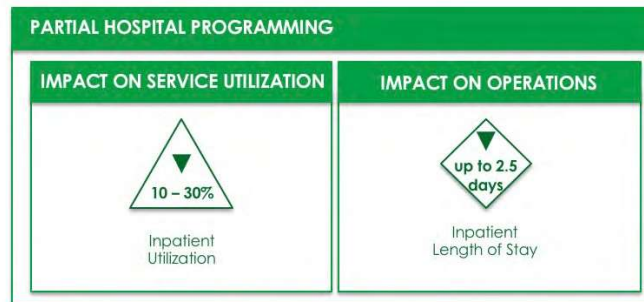 PARTIAL HOSPITAL PROGRAMMING
IMPACT ON SERVICE UTILIZATION
10 – 30%
Inpatient
Utilization
IMPACT ON OPERATIONS
up to 2.5
days
Inpatient
Length of Stay